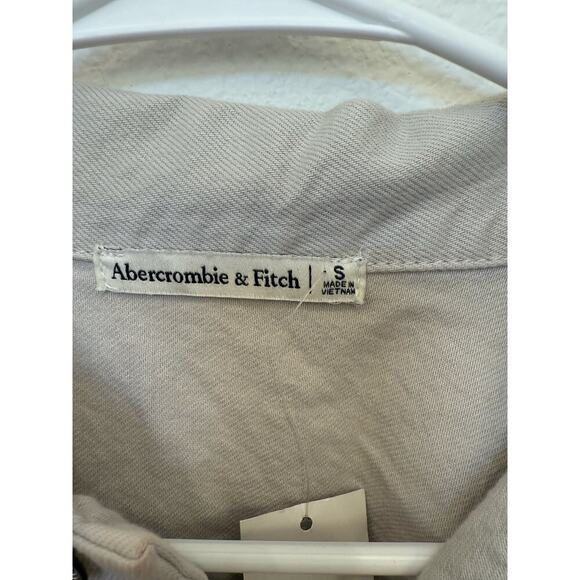 Abercrombie & Fitch | S
MADE IN
VIETNAM